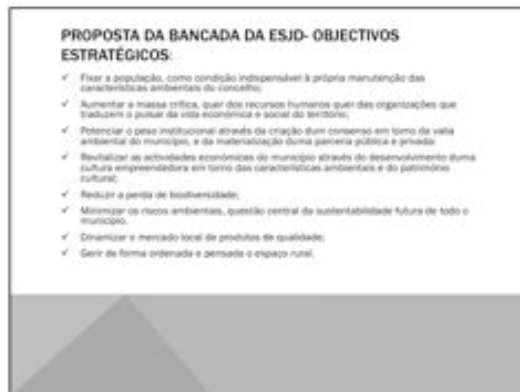 PROPOSTA DA BANCADA DA ESJD- OBJECTIVOS
ESTRATÉGICOS:
✓ Fixar a população, como condição indispensável à própria manutenção das
características ambientais do concelho;
✓ Aumentar a massa crítica, quer dos recursos humanos quer das organizações que
traduzem o pulsar da vida económica e social do território;
✓ Potenciar o peso institucional através da criação dum consenso em torno da valia
ambiental do município, e da materialização duma parceria pública e privada;
✓ Revitalizar as actividades económicas do município através do desenvolvimento duma
cultura empreendedora em torno das características ambientais e do património
cultural;
✓ Reduzir a perda de biodiversidade;
✓ Minimizar os riscos ambientais, questão central da sustentabilidade futura de todo o
município.
✓ Dinamizar o mercado local de produtos de qualidade;
✓ Gerir de forma ordenada e pensada o espaço rural.